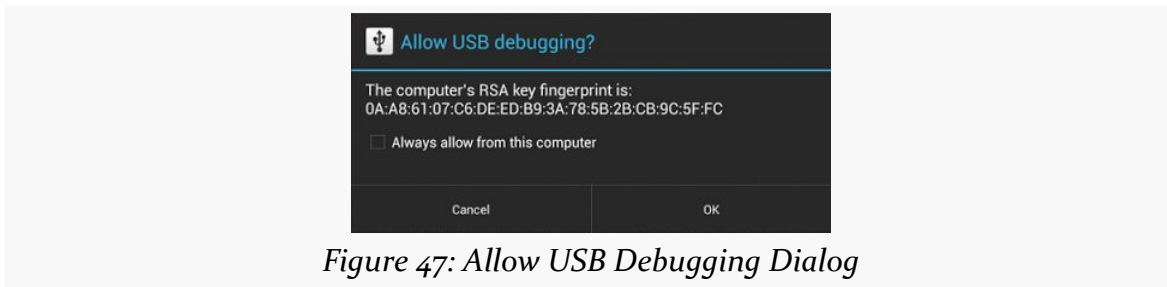 Allow USB debugging?
The computer's RSA key fingerprint is:
0A:A8:61:07:C6:DE:ED:B9:3A:78:5B:2B:CB:9C:5F:FC
Always allow from this computer
Cancel OK
Figure 47: Allow USB Debugging Dialog